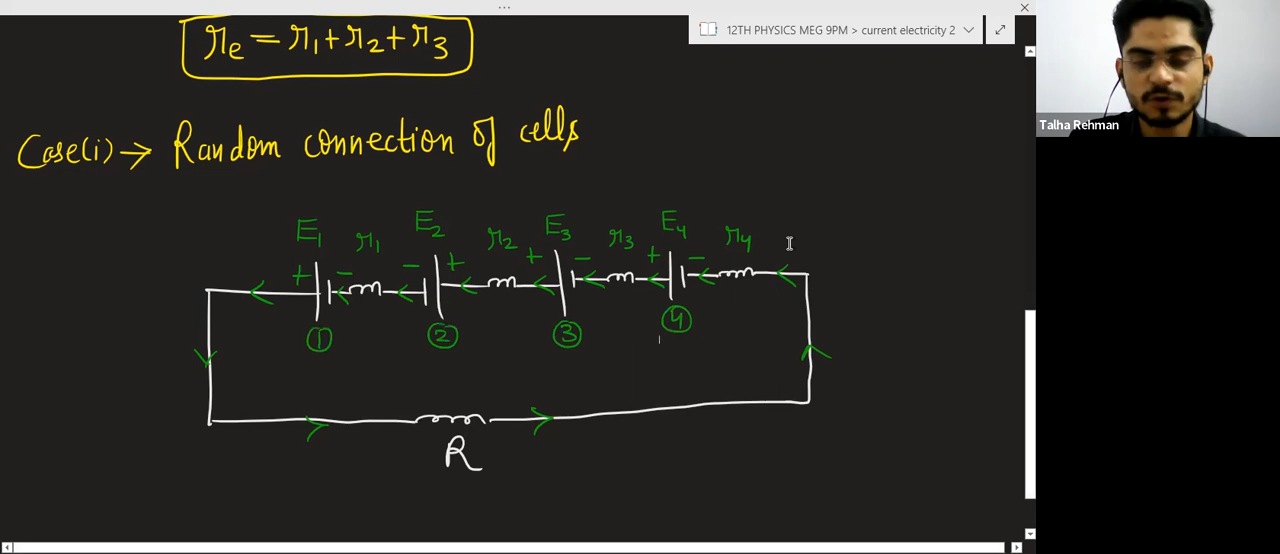 12TH PHYSICS MEG 9PM > current electricity 2
Talha Rehman
re = r1 + r2 + r3
Case(i) → Random connection of cells
E1 r1 E2 r2 E3 r3 E4 r4
+ - - + + - + -
① ② ③ ④
R